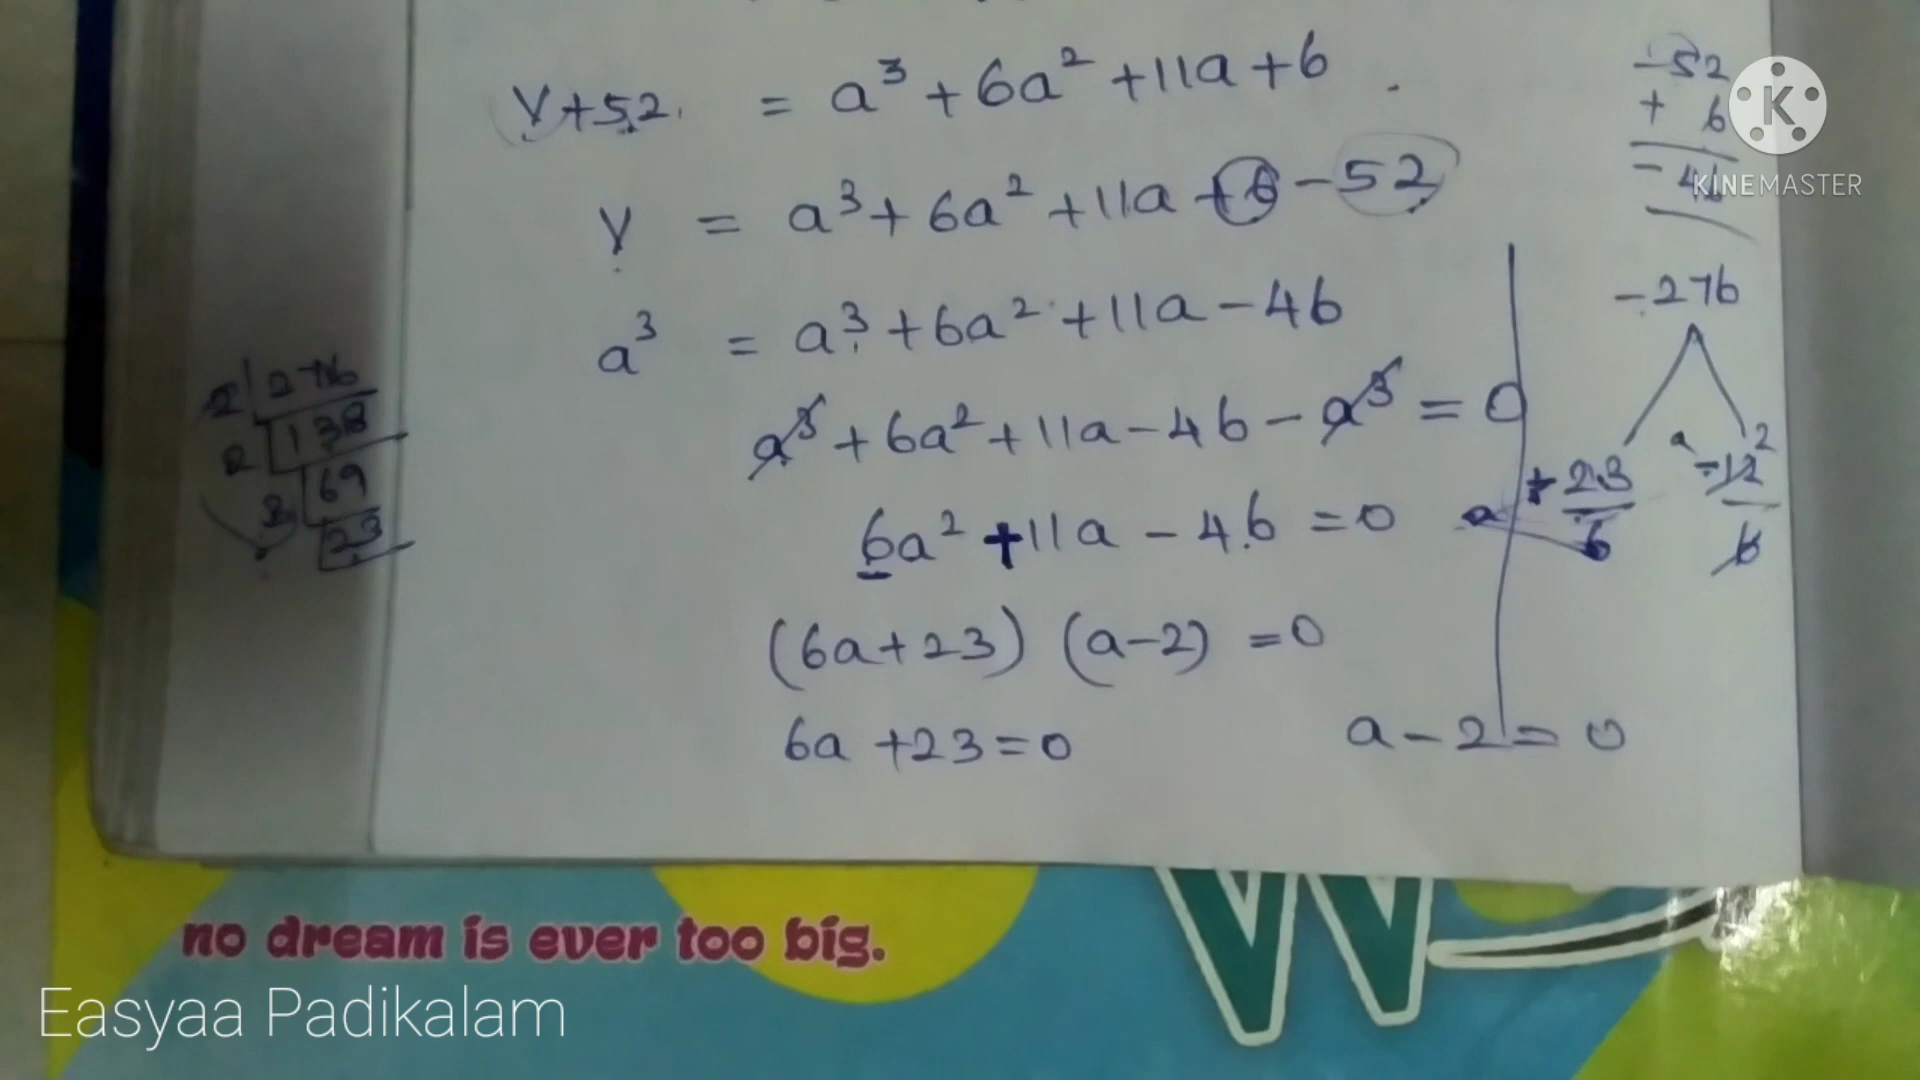 V+52 = a³ + 6a² + 11a + 6
V = a³ + 6a² + 11a + 6 - 52
a³ = a³ + 6a² + 11a - 46
a³ + 6a² + 11a - 46 - a³ = 0
6a² + 11a - 46 = 0
(6a+23) (a-2) = 0
6a + 23 = 0 a - 2 = 0
-52
+ 6
- 46
-276
+23 -12 2
6 6
2 276
2 138
3 69
23
KINEMASTER
K
no dream is ever too big.
W
Easyaa Padikalam